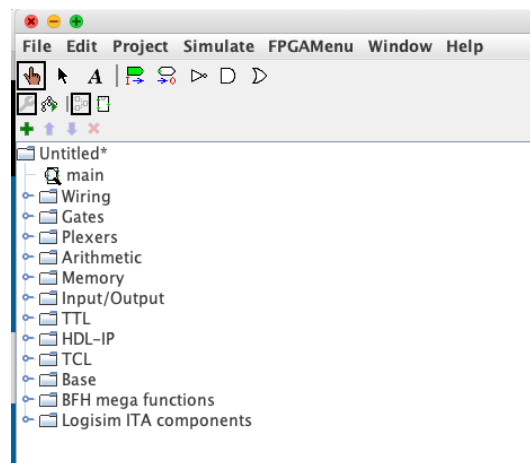 File Edit Project Simulate FPGAMenu Window Help
A
Untitled*
main
Wiring
Gates
Plexers
Arithmetic
Memory
Input/Output
TTL
HDL-IP
TCL
Base
BFH mega functions
Logisim ITA components